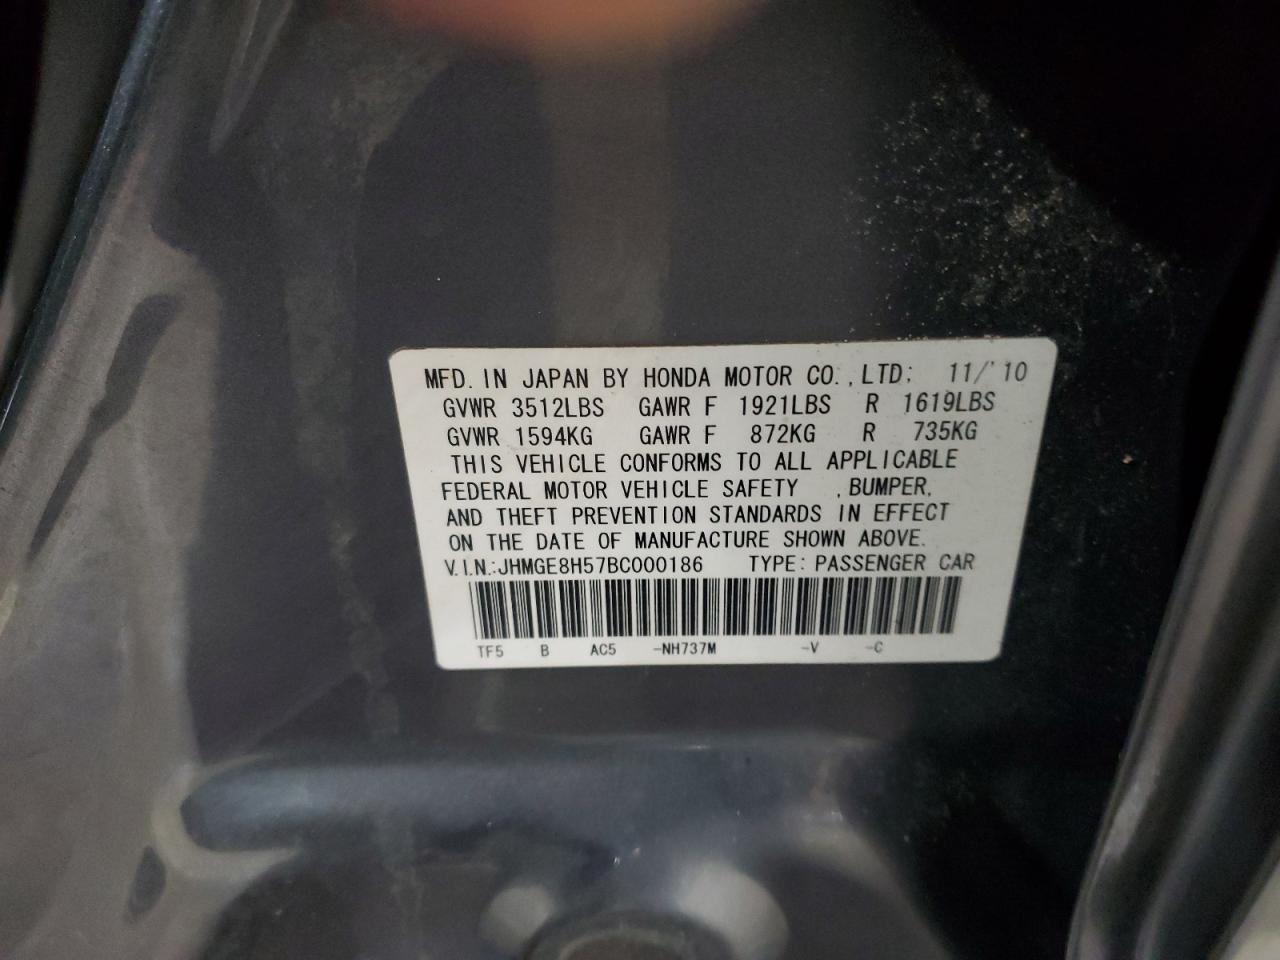 MFD. IN JAPAN BY HONDA MOTOR CO., LTD; 11/'10
GVWR 3512LBS GAWR F 1921LBS R 1619LBS
GVWR 1594KG GAWR F 872KG R 735KG
THIS VEHICLE CONFORMS TO ALL APPLICABLE
FEDERAL MOTOR VEHICLE SAFETY , BUMPER,
AND THEFT PREVENTION STANDARDS IN EFFECT
ON THE DATE OF MANUFACTURE SHOWN ABOVE.
V.I.N.:JHMGE8H57BC000186 TYPE: PASSENGER CAR
TF5 B AC5 -NH737M -V -C